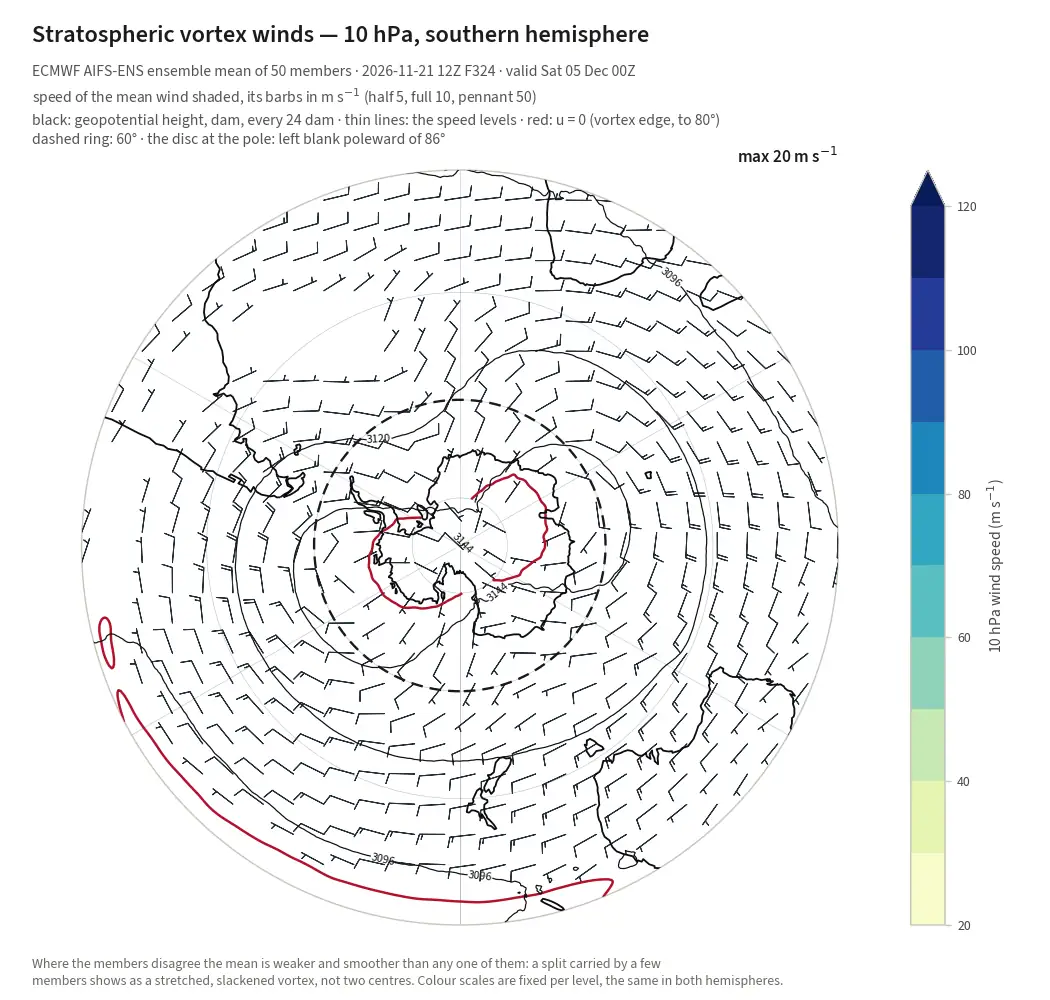 Stratospheric vortex winds — 10 hPa, southern hemisphere
ECMWF AIFS-ENS ensemble mean of 50 members · 2026-11-21 12Z F324 · valid Sat 05 Dec 00Z
speed of the mean wind shaded, its barbs in m s⁻¹ (half 5, full 10, pennant 50)
black: geopotential height, dam, every 24 dam · thin lines: the speed levels · red: u = 0 (vortex edge, to 80°)
dashed ring: 60° · the disc at the pole: left blank poleward of 86°
max 20 m s⁻¹
120
3096
100
3120
80
3144
3144
10 hPa wind speed (m s⁻¹)
60
40
3096
3096
20
Where the members disagree the mean is weaker and smoother than any one of them: a split carried by a few
members shows as a stretched, slackened vortex, not two centres. Colour scales are fixed per level, the same in both hemispheres.